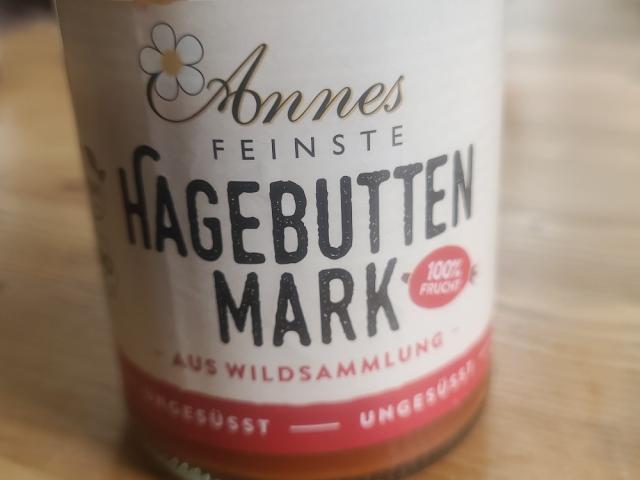 Annes
FEINSTE
HAGEBUTTEN
MARK
100%
FRUCHT
- AUS WILDSAMMLUNG -
UNGESÜSST — UNGESÜSST